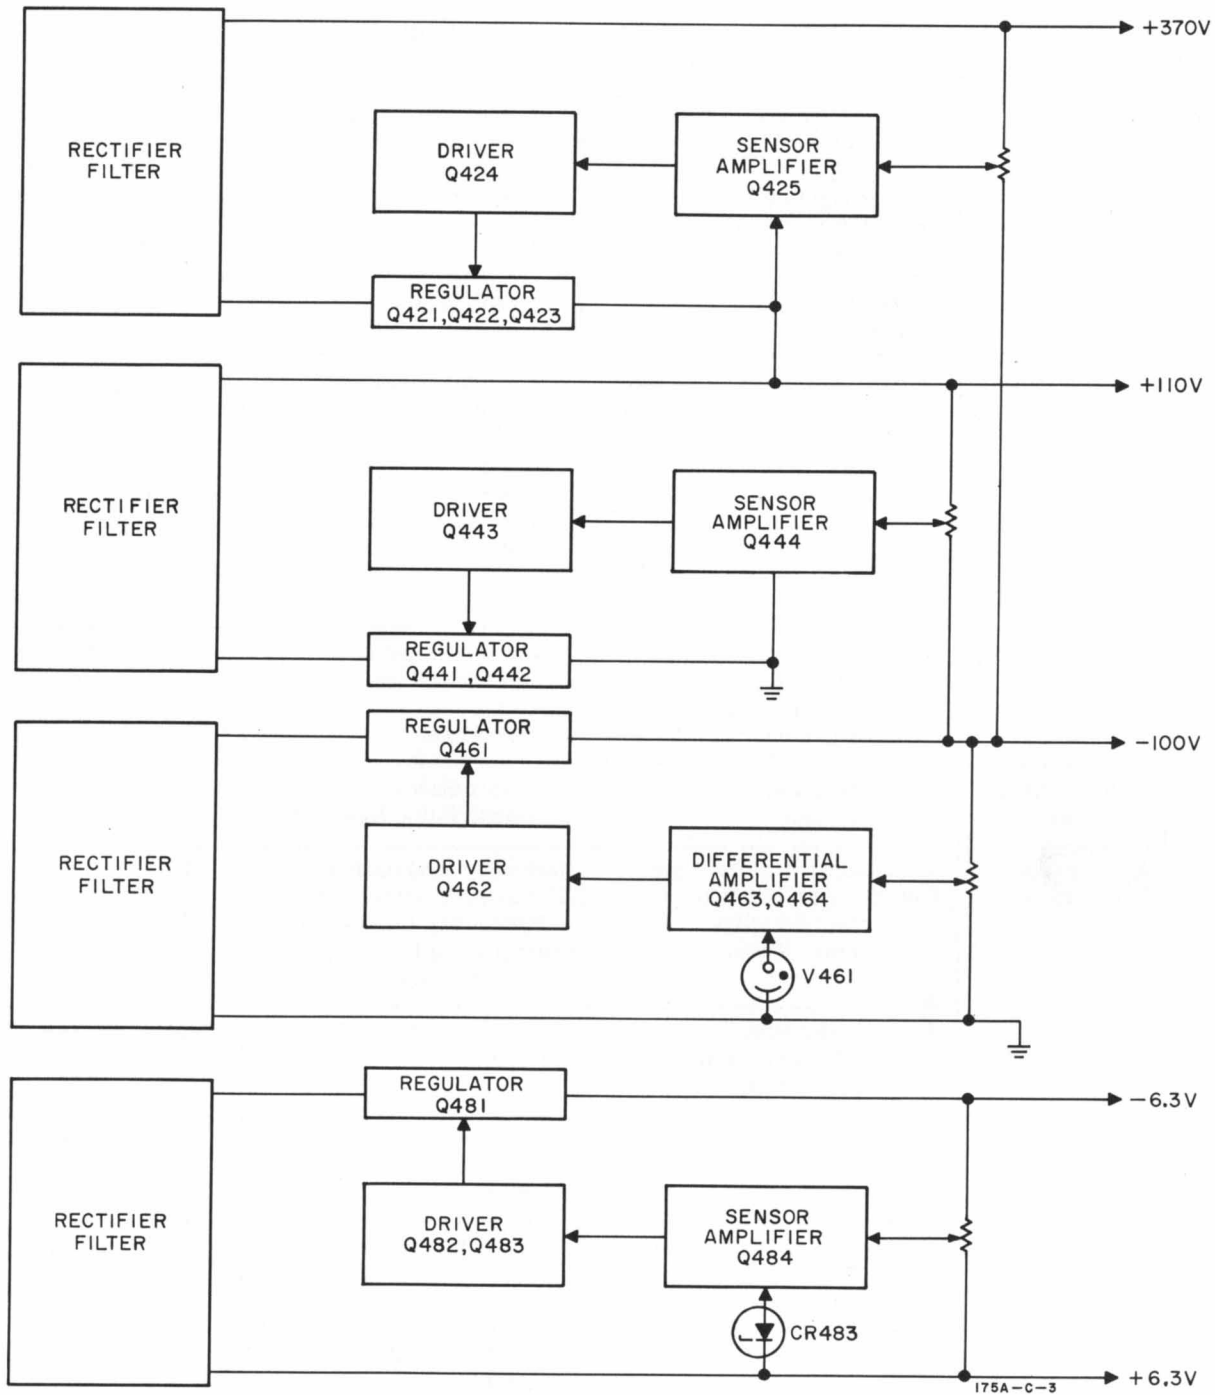 +370V
RECTIFIER
FILTER
DRIVER
Q424
SENSOR
AMPLIFIER
Q425
REGULATOR
Q421,Q422,Q423
+110V
RECTIFIER
FILTER
DRIVER
Q443
SENSOR
AMPLIFIER
Q444
REGULATOR
Q441,Q442
REGULATOR
Q461
-100V
RECTIFIER
FILTER
DRIVER
Q462
DIFFERENTIAL
AMPLIFIER
Q463,Q464
V461
REGULATOR
Q481
-6.3V
RECTIFIER
FILTER
DRIVER
Q482,Q483
SENSOR
AMPLIFIER
Q484
CR483
+6.3V
175A-C-3